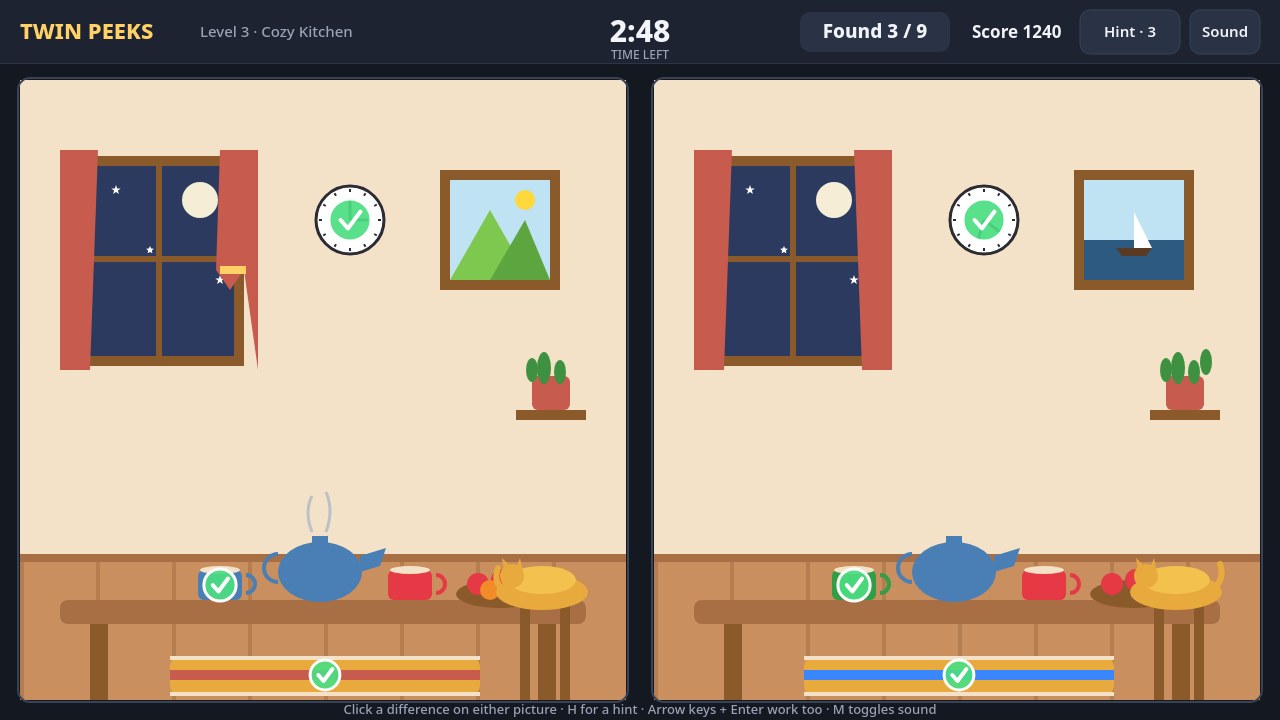 TWIN PEEKS
Level 3 · Cozy Kitchen
2:48
TIME LEFT
Found 3 / 9
Score 1240
Hint · 3
Sound
Click a difference on either picture · H for a hint · Arrow keys + Enter work too · M toggles sound